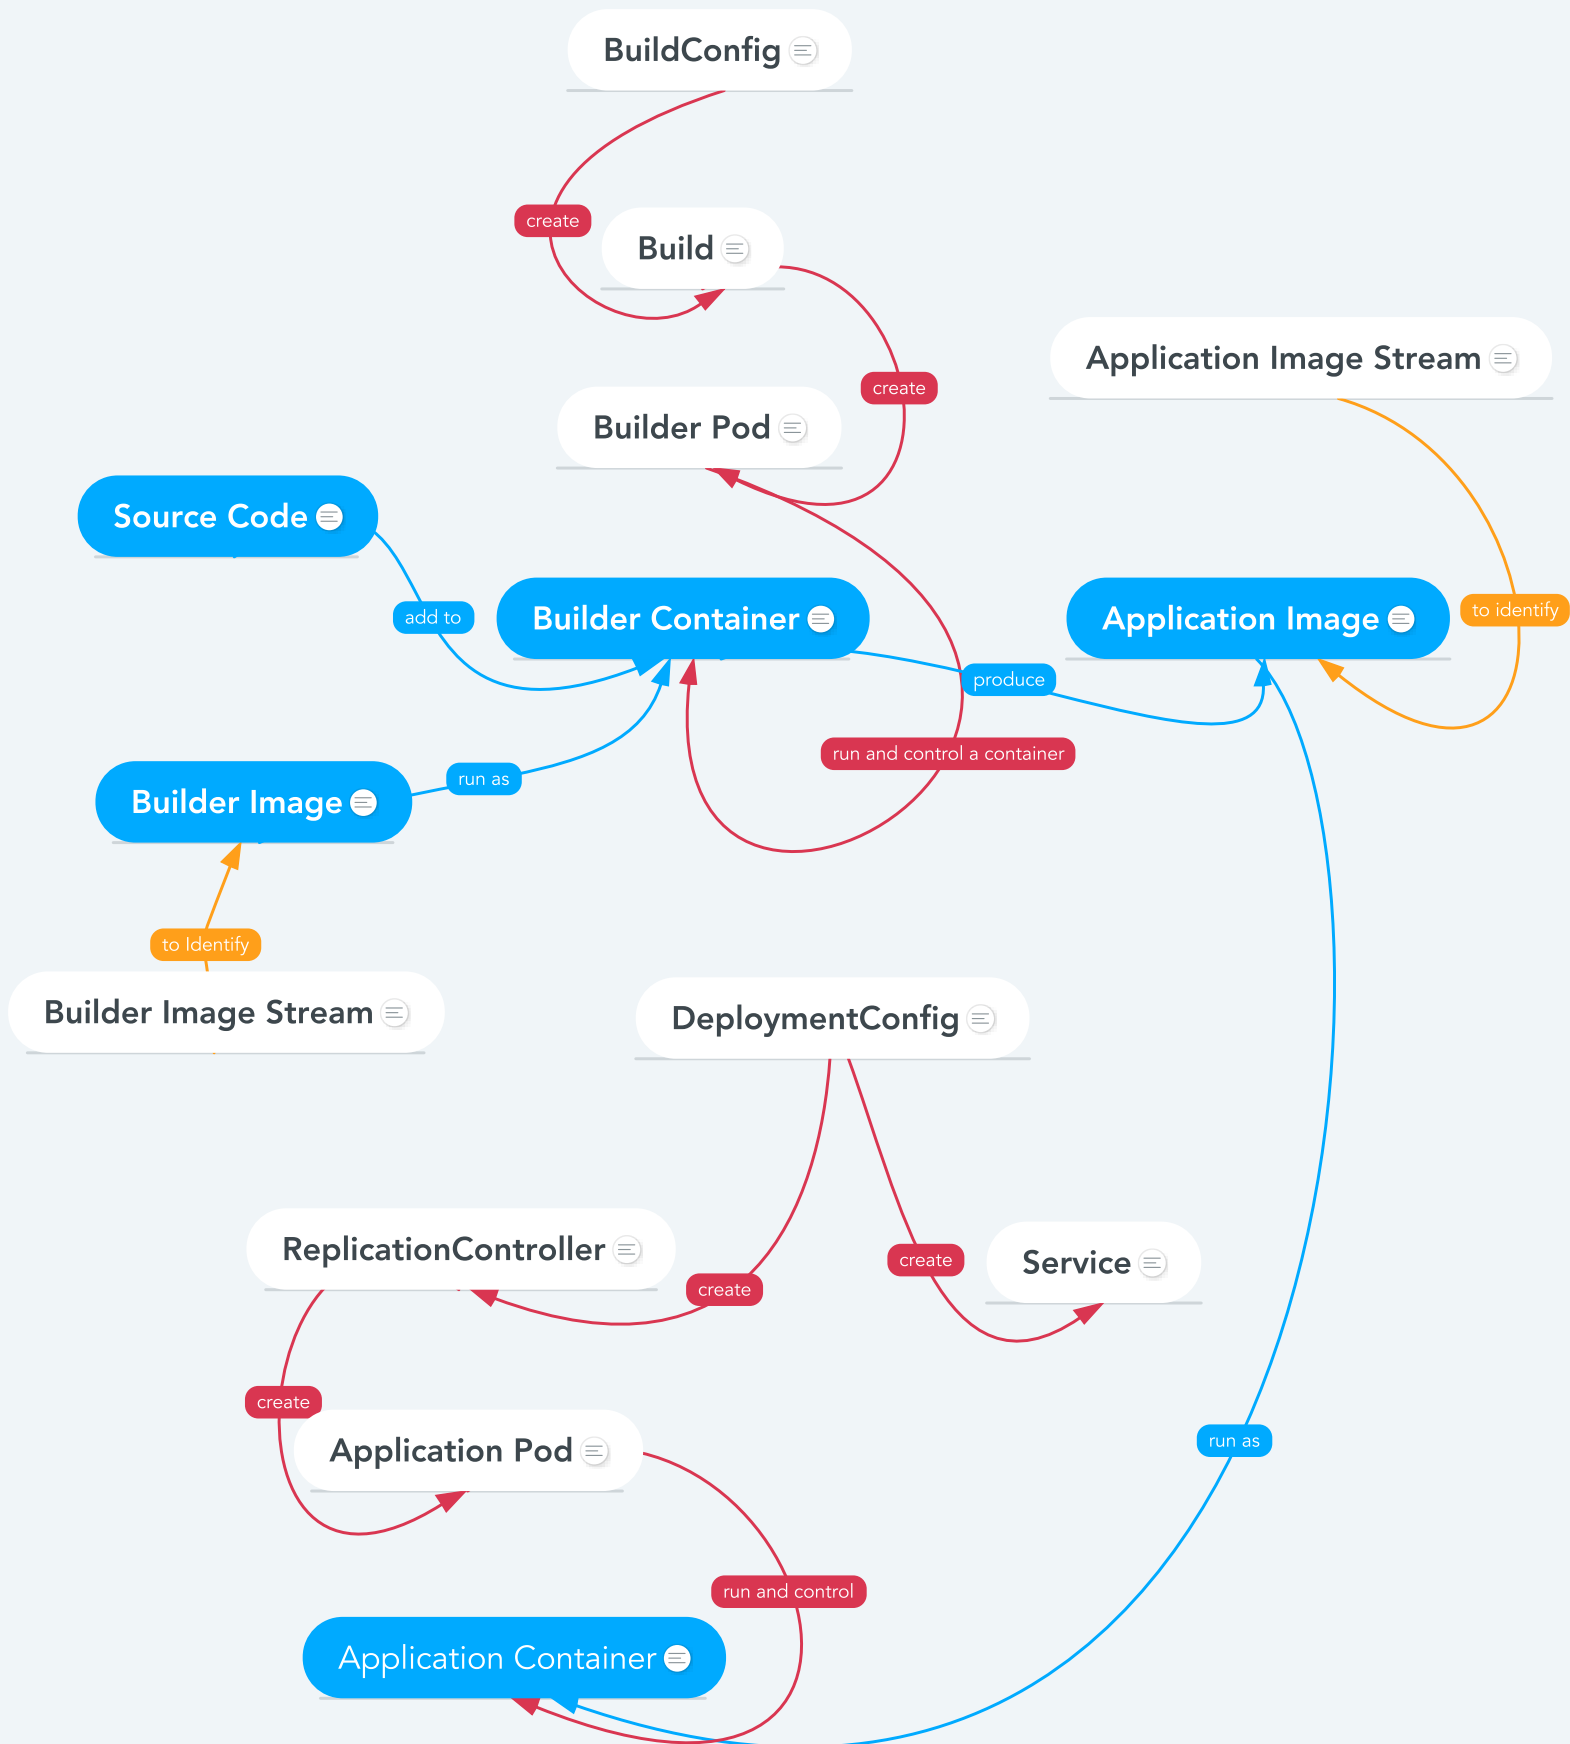 BuildConfig
create
Build
create
Application Image Stream
Builder Pod
Source Code
add to
Builder Container
Application Image
to identify
produce
run and control a container
Builder Image
run as
to Identify
Builder Image Stream
DeploymentConfig
ReplicationController
create
create
Service
create
Application Pod
run as
run and control
Application Container